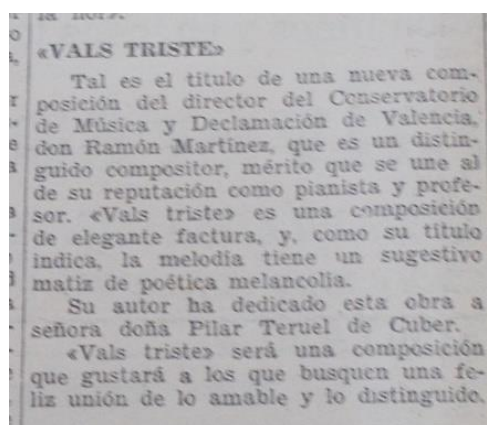 «VALS TRISTE»
Tal es el título de una nueva com-
posición del director del Conservatorio
de Música y Declamación de Valencia,
don Ramón Martínez, que es un distin-
guido compositor, mérito que se une al
de su reputación como pianista y profe-
sor. «Vals triste» es una composición
de elegante factura, y, como su título
indica, la melodía tiene un sugestivo
matiz de poética melancolía.
Su autor ha dedicado esta obra a
señora doña Pilar Teruel de Cuber.
«Vals triste» será una composición
que gustará a los que busquen una fe-
liz unión de lo amable y lo distinguido.